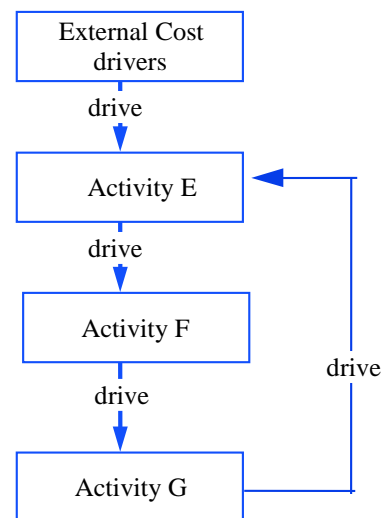 External Cost
drivers
drive
Activity E
drive
Activity F
drive
drive
Activity G